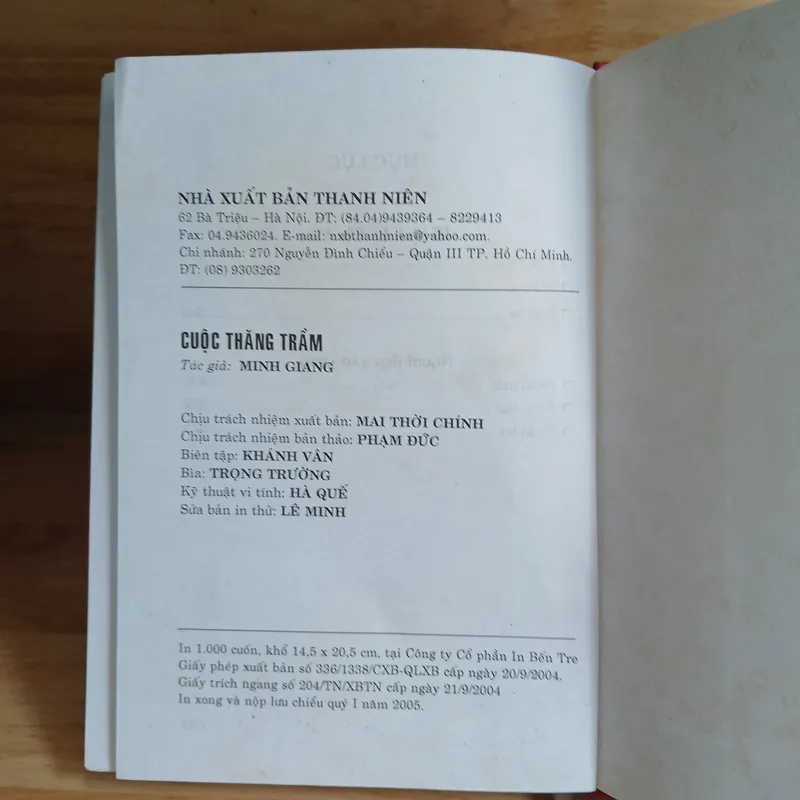 NHÀ XUẤT BẢN THANH NIÊN
62 Bà Triệu – Hà Nội. ĐT: (84.04)9439364 – 8229413
Fax: 04.9436024. E-mail: nxbthanhnien@yahoo.com.
Chi nhánh: 270 Nguyễn Đình Chiểu – Quận III TP. Hồ Chí Minh.
ĐT: (08) 9303262
CUỘC THĂNG TRẦM
Tác giả: MINH GIANG
Chịu trách nhiệm xuất bản: MAI THỜI CHÍNH
Chịu trách nhiệm bản thảo: PHẠM ĐỨC
Biên tập: KHÁNH VÂN
Bìa: TRỌNG TRƯỜNG
Kỹ thuật vi tính: HÀ QUẾ
Sửa bản in thử: LÊ MINH
In 1.000 cuốn, khổ 14,5 x 20,5 cm, tại Công ty Cổ phần In Bến Tre
Giấy phép xuất bản số 336/1338/CXB-QLXB cấp ngày 20/9/2004.
Giấy trích ngang số 204/TN/XBTN cấp ngày 21/9/2004
In xong và nộp lưu chiểu quý I năm 2005.